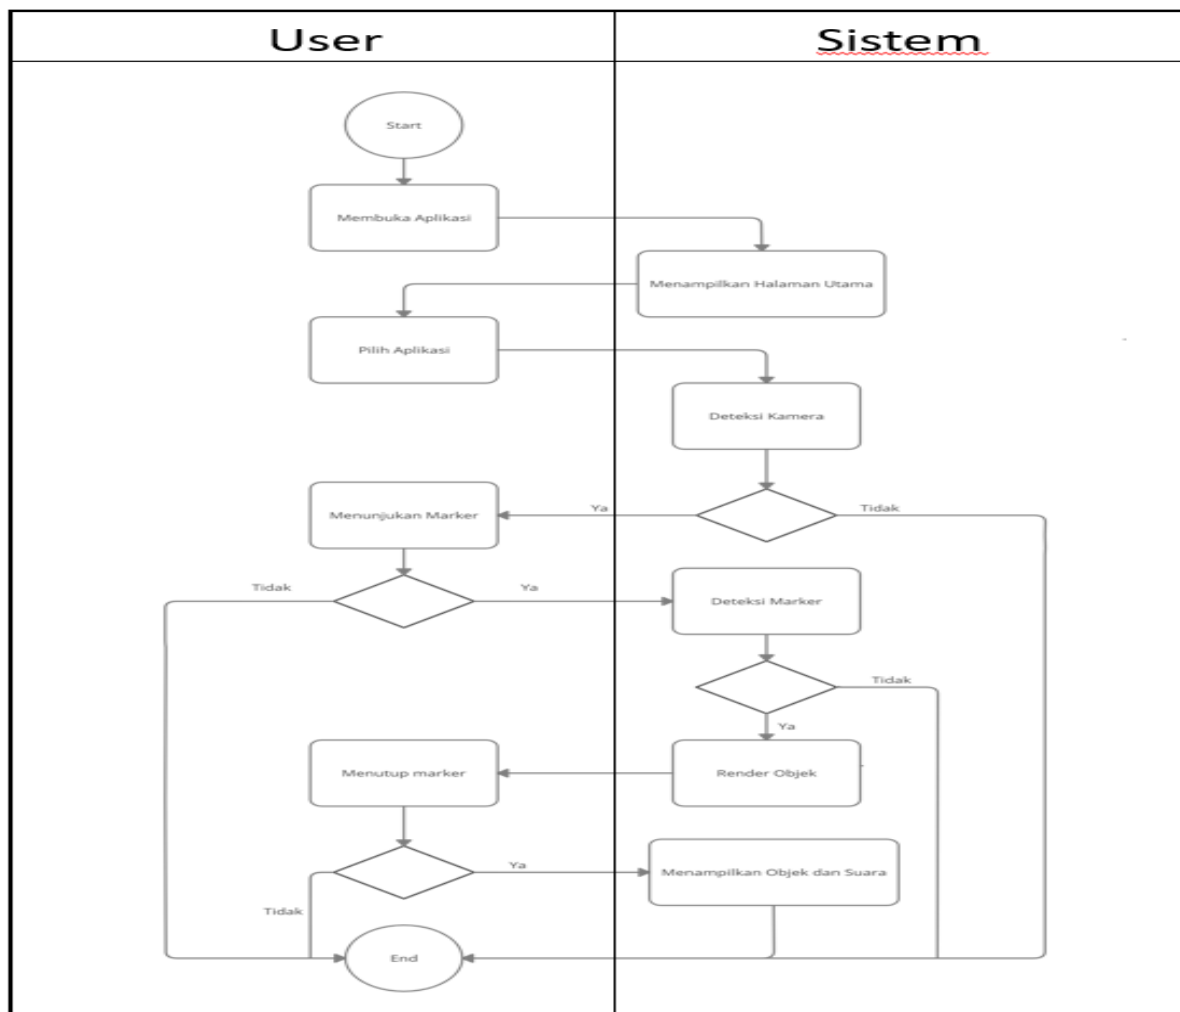 User
Sistem
Start
Membuka Aplikasi
Menampilkan Halaman Utama
Pilih Aplikasi
Deteksi Kamera
Menunjukan Marker
Ya
Tidak
Tidak
Ya
Deteksi Marker
Tidak
Ya
Menutup marker
Render Objek
Ya
Menampilkan Objek dan Suara
Tidak
End